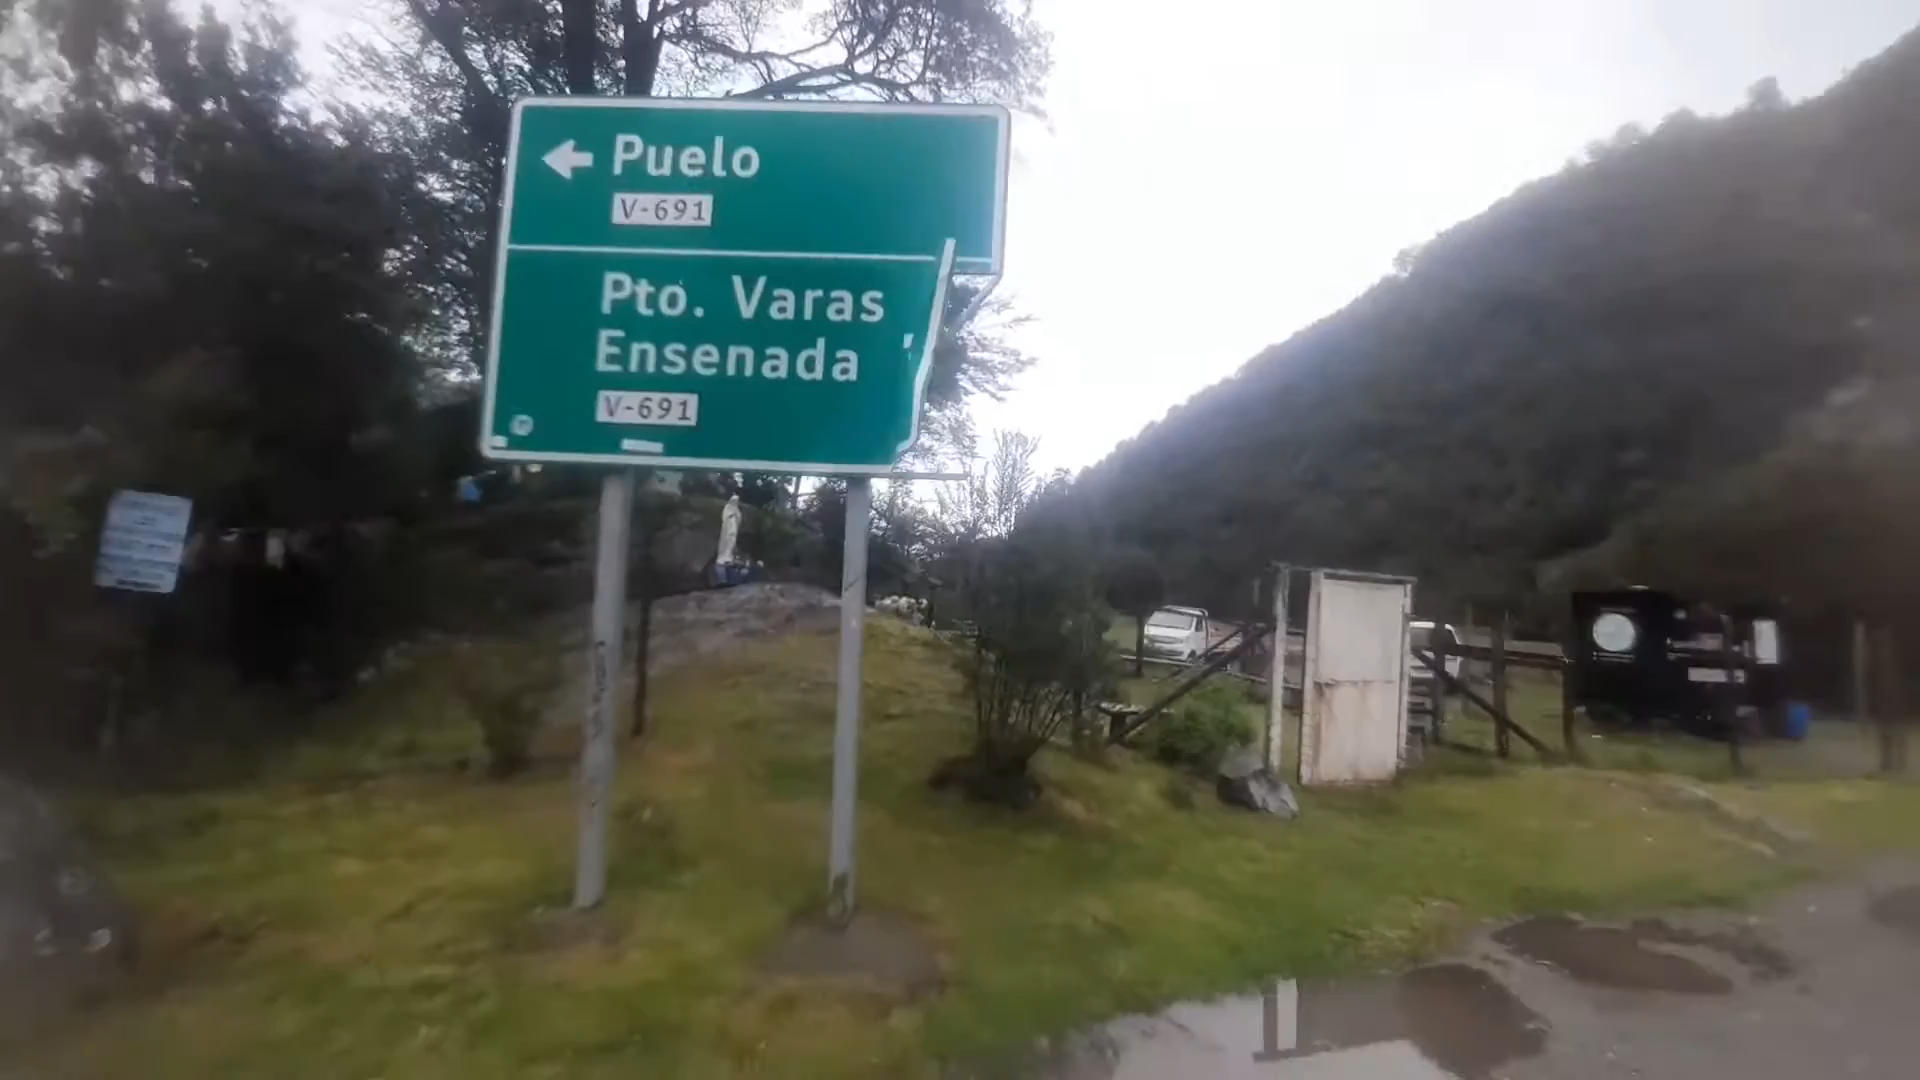 Puelo
V-691
Pto. Varas
Ensenada
V-691